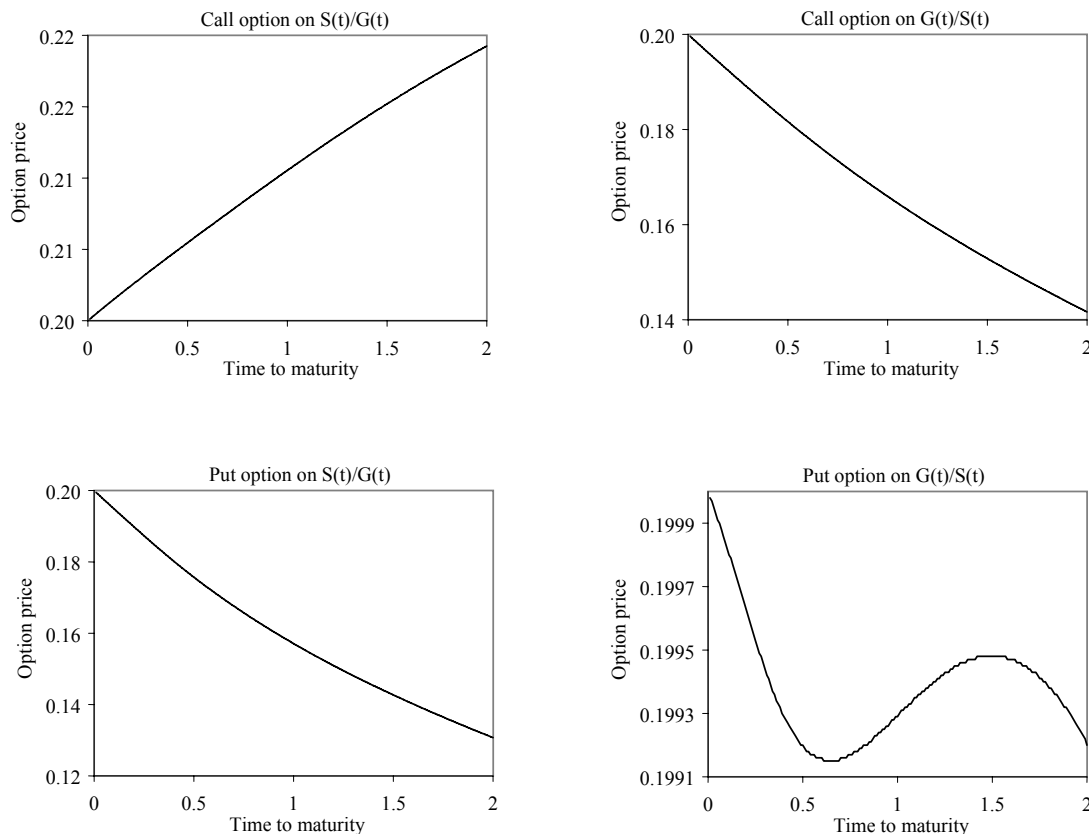 Call option on S(t)/G(t)
0.22
0.22
0.21
0.21
0.20
Option price
0 0.5 1 1.5 2
Time to maturity
Call option on G(t)/S(t)
0.20
0.18
0.16
0.14
Option price
0 0.5 1 1.5 2
Time to maturity
Put option on S(t)/G(t)
0.20
0.18
0.16
0.14
0.12
Option price
0 0.5 1 1.5 2
Time to maturity
Put option on G(t)/S(t)
0.1999
0.1997
0.1995
0.1993
0.1991
Option price
0 0.5 1 1.5 2
Time to maturity